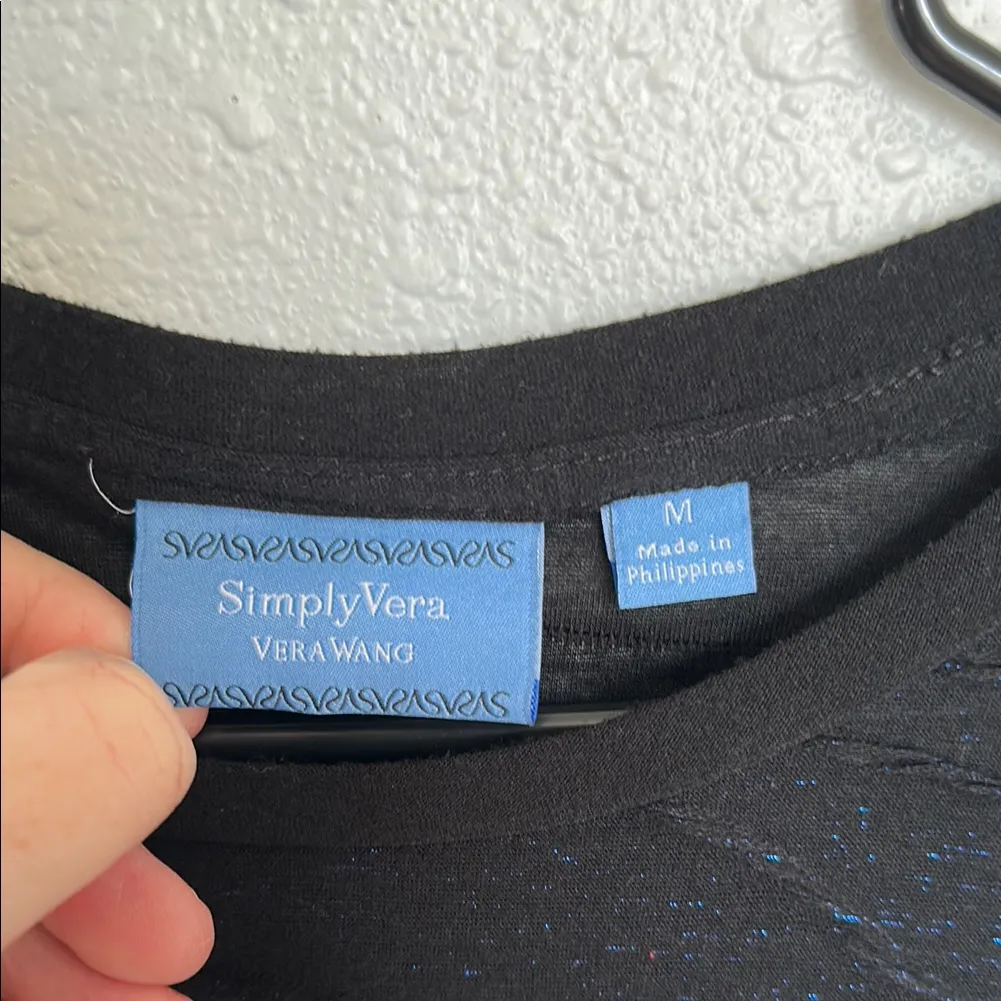 SimplyVera
VERA WANG
M
Made in
Philippines